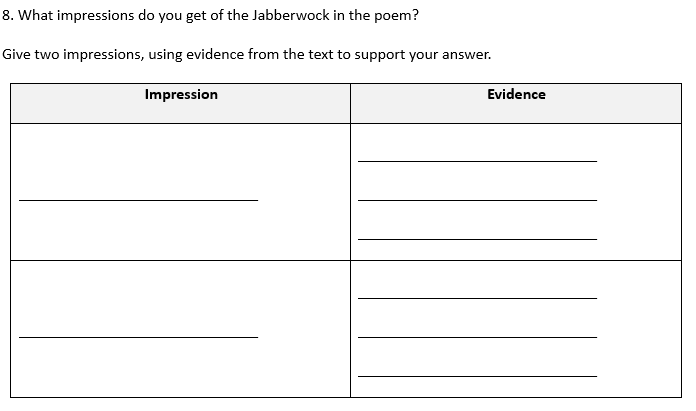 8. What impressions do you get of the Jabberwock in the poem?
Give two impressions, using evidence from the text to support your answer.
Impression
Evidence